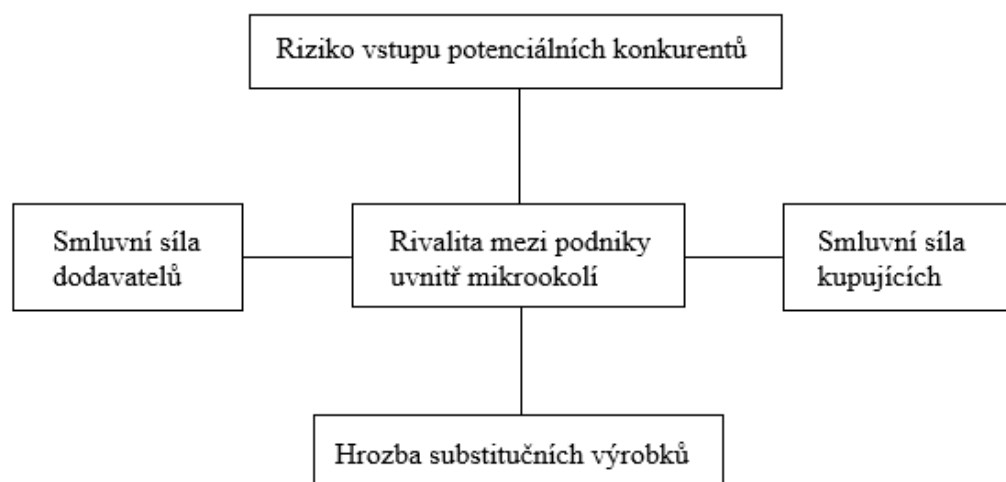 Riziko vstupu potenciálních konkurentů
Smluvní síla
dodavatelů
Rivalita mezi podniky
uvnitř mikrookolí
Smluvní síla
kupujících
Hrozba substitučních výrobků